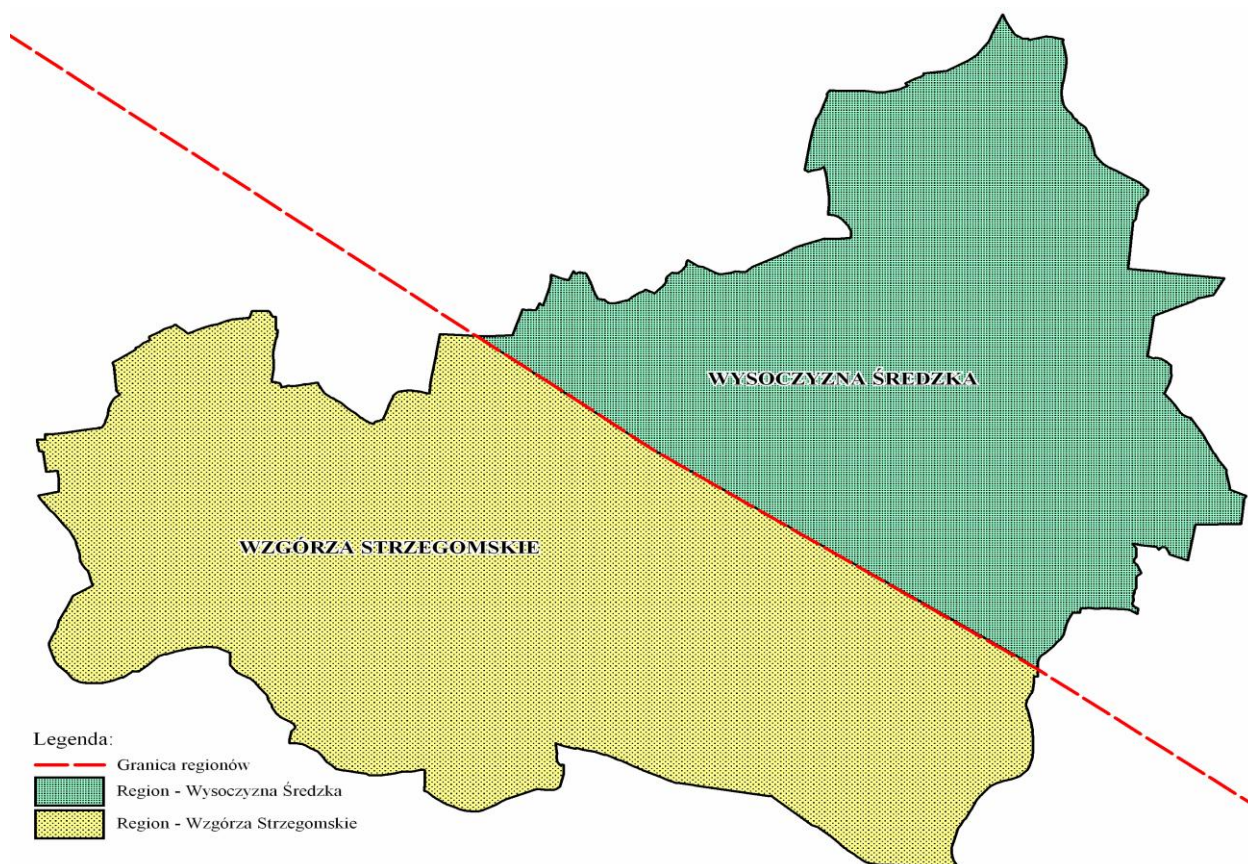 WYSOCZYZNA ŚREDZKA
WZGÓRZA STRZEGOMSKIE
Legenda:
Granica regionów
Region - Wysoczyzna Średzka
Region - Wzgórza Strzegomskie